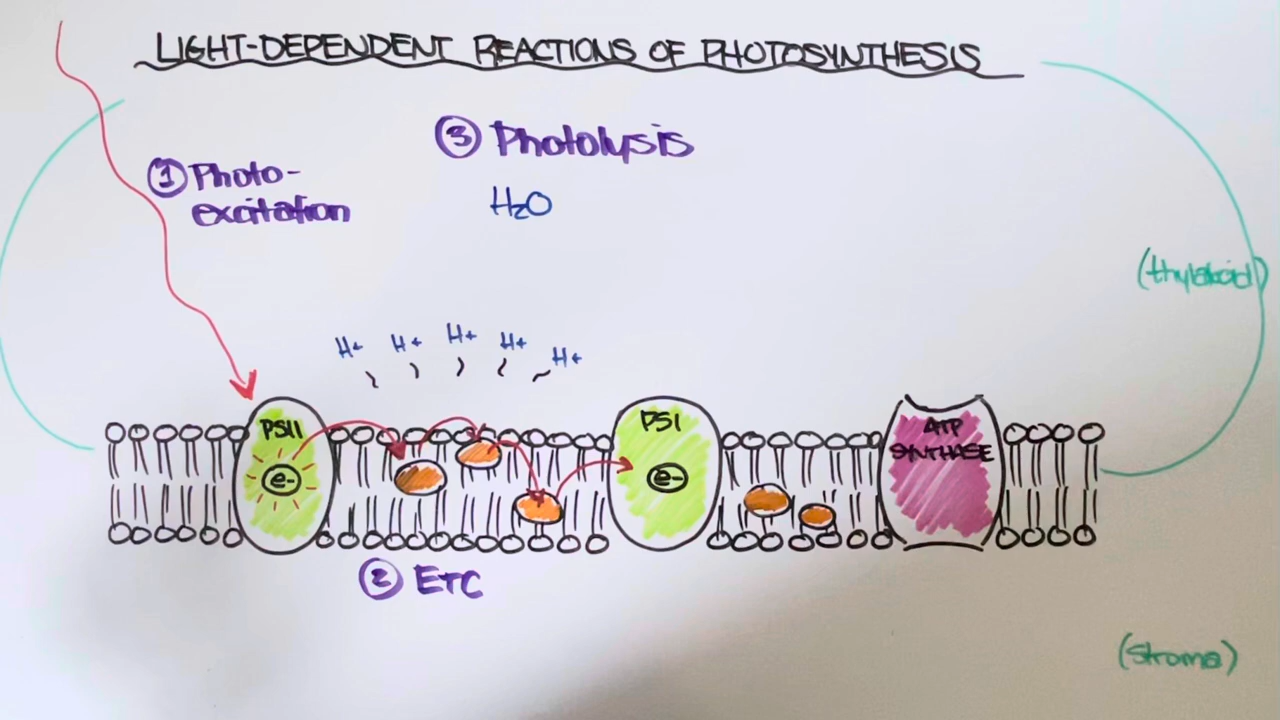 LIGHT-DEPENDENT REACTIONS OF PHOTOSYNTHESIS
③ Photolysis
① Photo-
excitation
H₂O
(thylakoid)
H+ H+ H+ H+ H+
PSII
e-
PSI
e-
ATP
SYNTHASE
② ETC
(stroma)